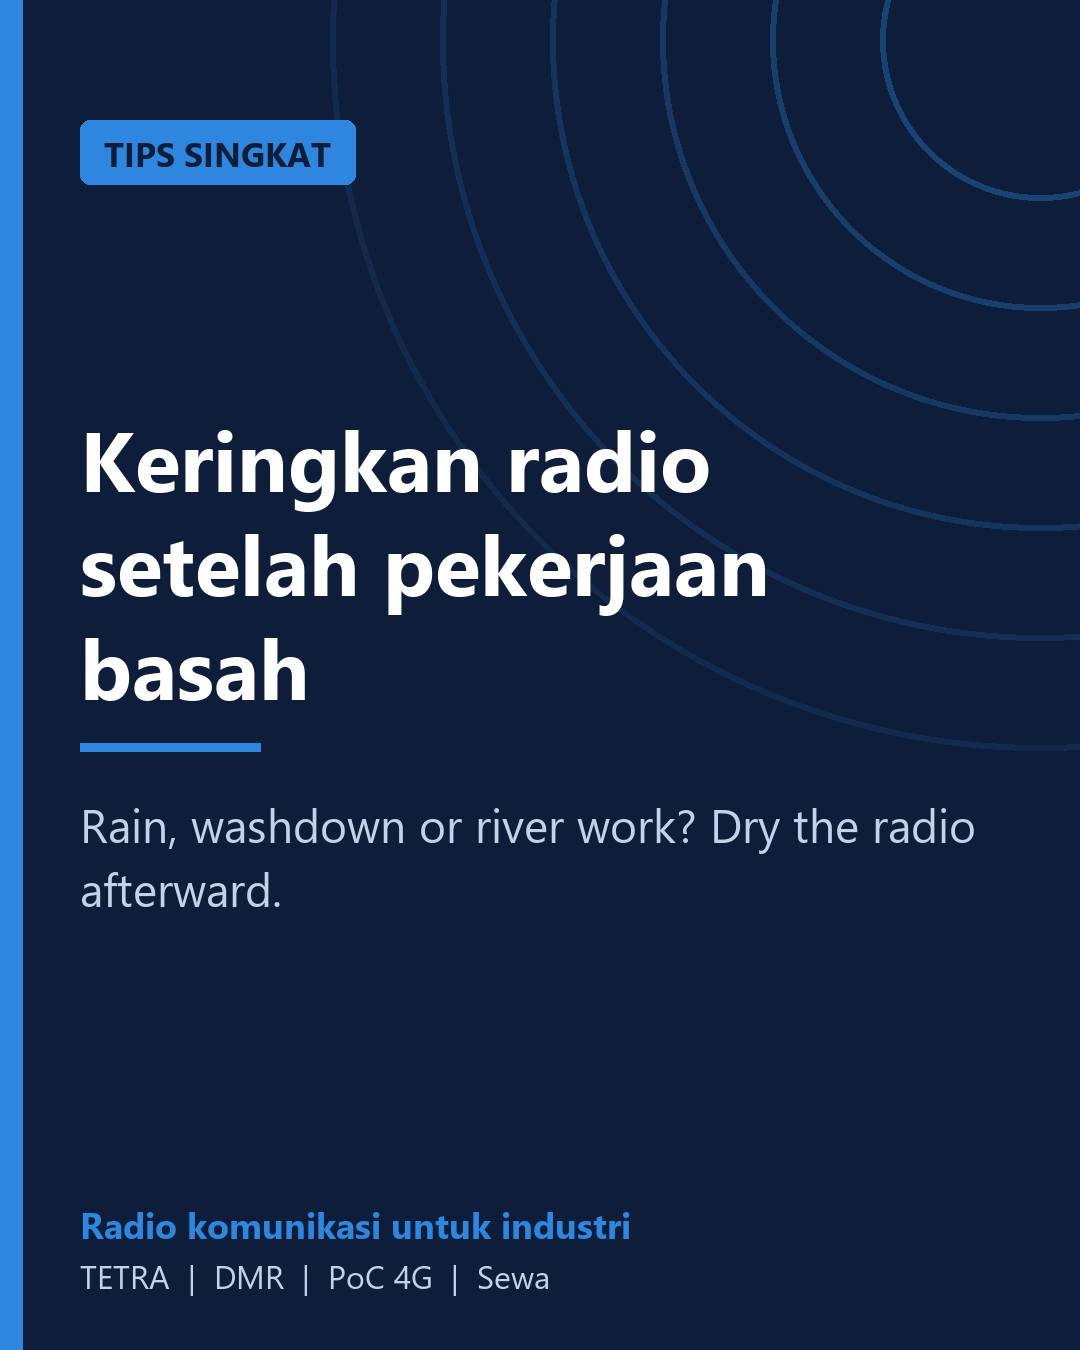 TIPS SINGKAT
Keringkan radio
setelah pekerjaan
basah
Rain, washdown or river work? Dry the radio
afterward.
Radio komunikasi untuk industri
TETRA | DMR | PoC 4G | Sewa